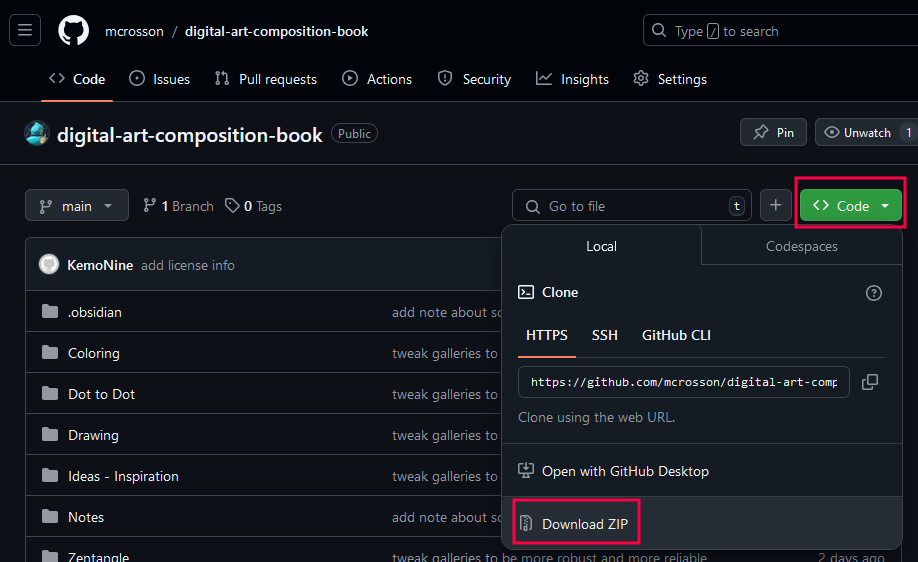 mcrosson / digital-art-composition-book
Type / to search
Code Issues Pull requests Actions Security Insights Settings
digital-art-composition-book Public
Pin Unwatch 1
main 1 Branch 0 Tags
Go to file t
Code
Local Codespaces
KemoNine add license info
Clone
.obsidian add note about sc
HTTPS SSH GitHub CLI
Coloring tweak galleries to
https://github.com/mcrosson/digital-art-comp
Dot to Dot tweak galleries to
Clone using the web URL.
Drawing tweak galleries to
Ideas - Inspiration tweak galleries to
Open with GitHub Desktop
Notes add note about sc
Download ZIP
Zentangle tweak galleries to be more robust and more reliable 2 days ago